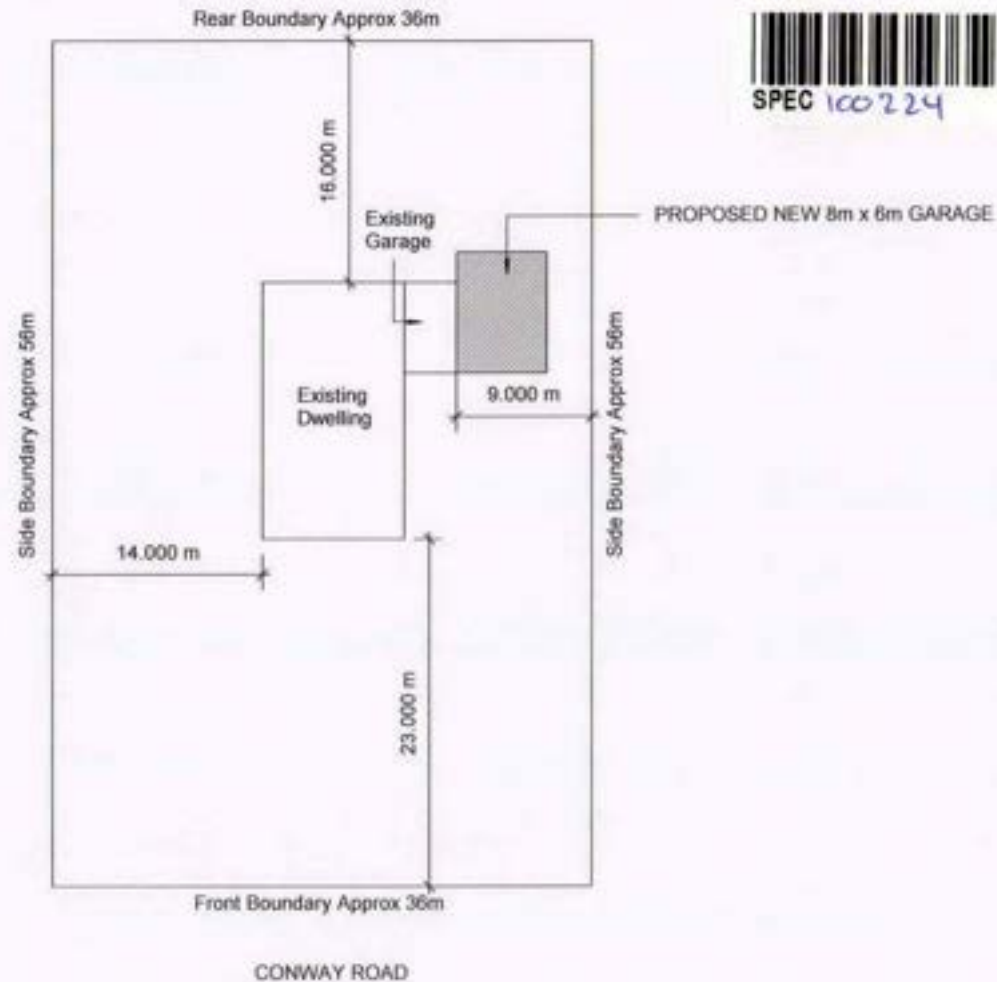 Rear Boundary Approx 36m
SPEC 100224
16.000 m
Existing
Garage
PROPOSED NEW 8m x 6m GARAGE
Side Boundary Approx 56m
Existing
Dwelling
9.000 m
Side Boundary Approx 56m
14.000 m
23.000 m
Front Boundary Approx 36m
CONWAY ROAD